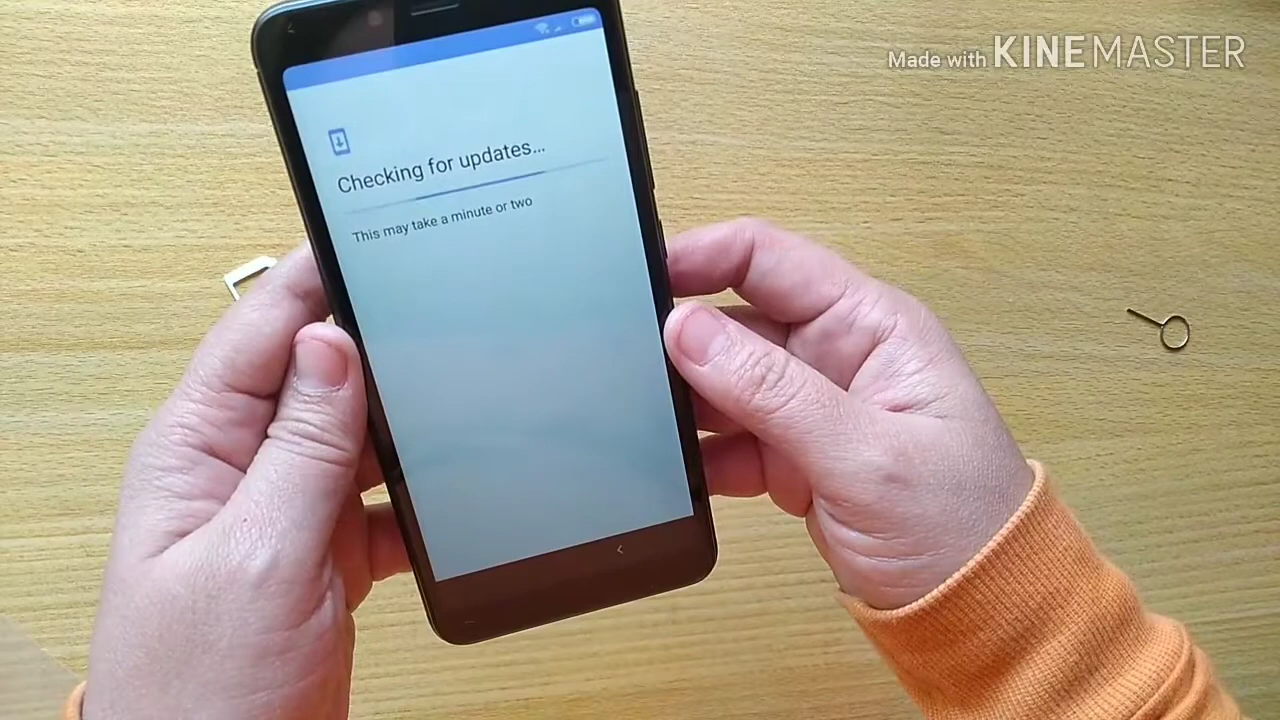 Made with KINEMASTER
Checking for updates...
This may take a minute or two